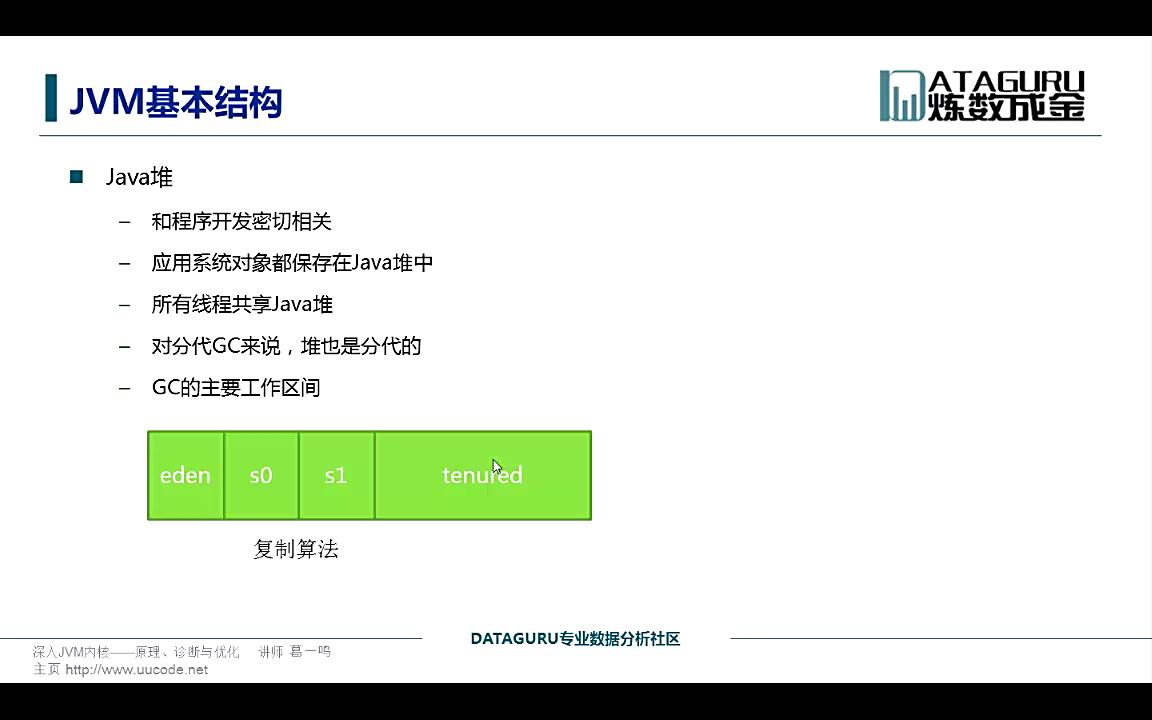 JVM基本结构
ATAGURU
炼数成金
Java堆
– 和程序开发密切相关
– 应用系统对象都保存在Java堆中
– 所有线程共享Java堆
– 对分代GC来说，堆也是分代的
– GC的主要工作区间
eden s0 s1 tenured
复制算法
DATAGURU专业数据分析社区
深入JVM内核——原理、诊断与优化 讲师 葛一鸣
主页 http://www.uucode.net